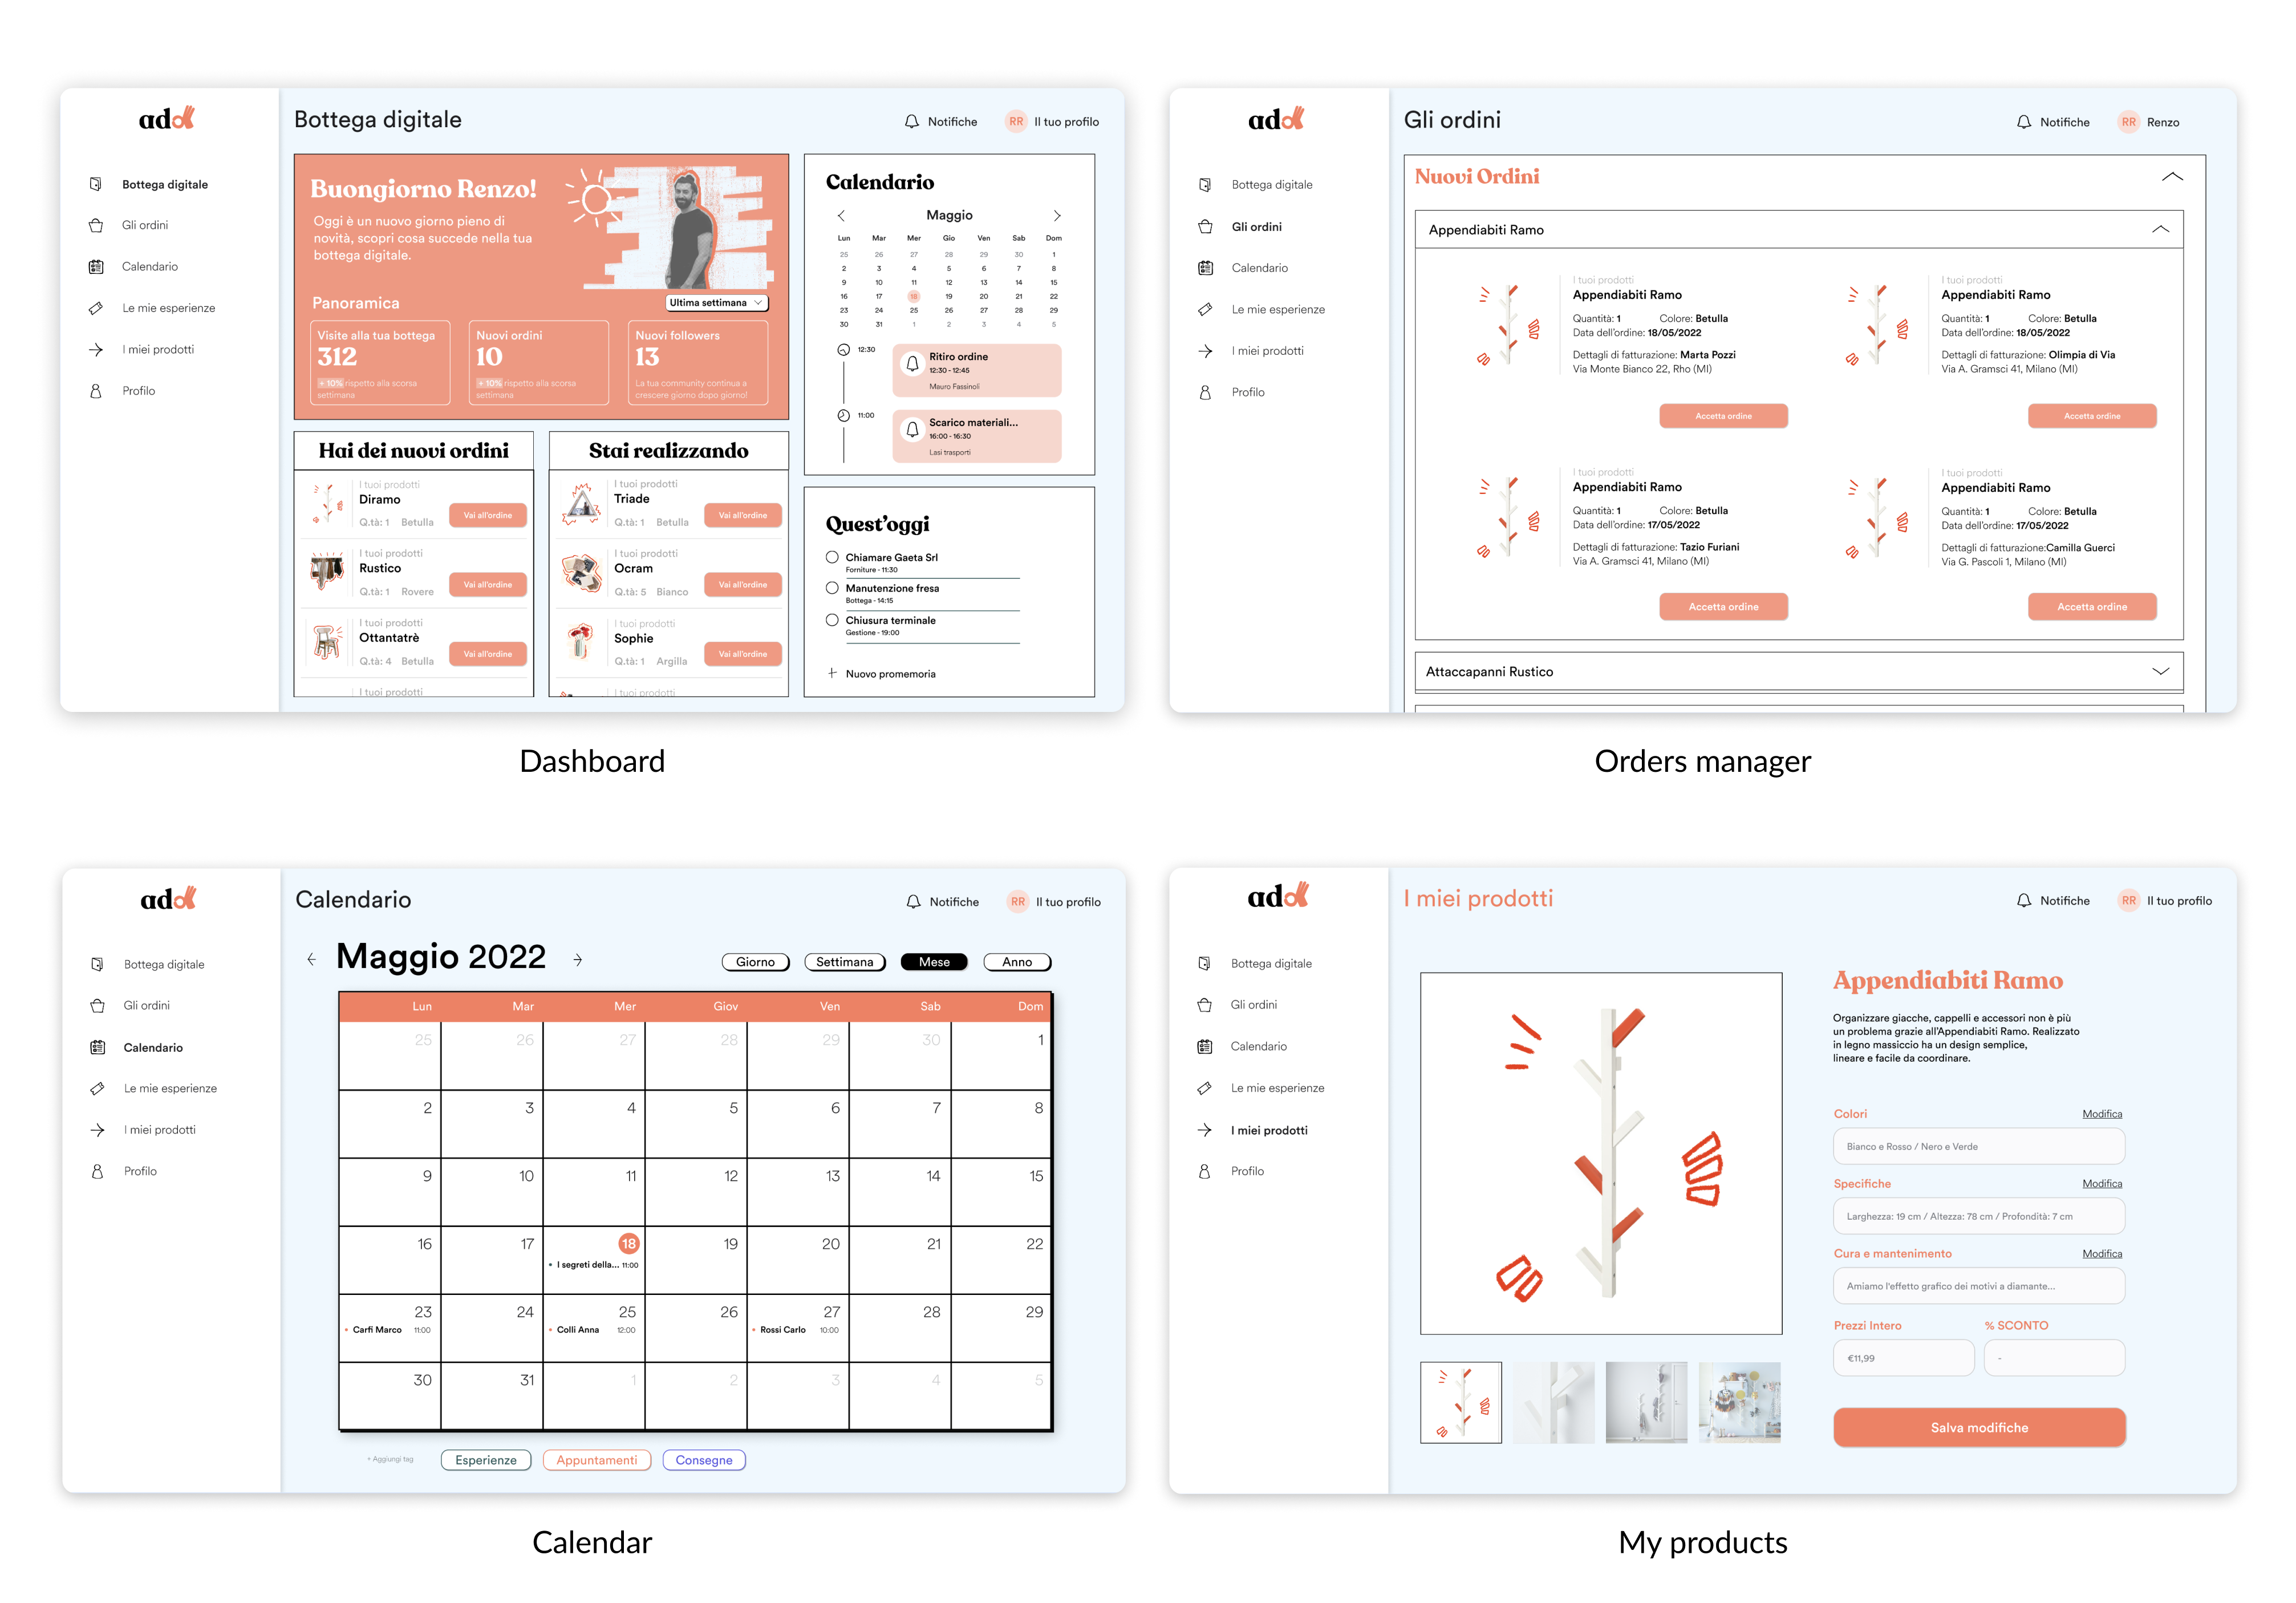 add
Bottega digitale
Gli ordini
Calendario
Le mie esperienze
I miei prodotti
Profilo
Bottega digitale
Notifiche
RR Il tuo profilo
Buongiorno Renzo!
Oggi è un nuovo giorno pieno di
novità, scopri cosa succede nella tua
bottega digitale.
Panoramica
Ultima settimana
Visite alla tua bottega
312
+ 10% rispetto alla scorsa
settimana
Nuovi ordini
10
+ 10% rispetto alla scorsa
settimana
Nuovi followers
13
La tua community continua a
crescere giorno dopo giorno!
Hai dei nuovi ordini
I tuoi prodotti
Diramo
Q.tà: 1 Betulla
Vai all'ordine
I tuoi prodotti
Rustico
Q.tà: 1 Rovere
Vai all'ordine
I tuoi prodotti
Ottantatrè
Q.tà: 4 Betulla
Vai all'ordine
I tuoi prodotti
Stai realizzando
I tuoi prodotti
Triade
Q.tà: 1 Betulla
Vai all'ordine
I tuoi prodotti
Ocram
Q.tà: 5 Bianco
Vai all'ordine
I tuoi prodotti
Sophie
Q.tà: 1 Argilla
Vai all'ordine
I tuoi prodotti
Calendario
Maggio
Lun Mar Mer Gio Ven Sab Dom
25 26 27 28 29 30 1
2 3 4 5 6 7 8
9 10 11 12 13 14 15
16 17 18 19 20 21 22
23 24 25 26 27 28 29
30 31 1 2 3 4 5
12:30
Ritiro ordine
12:30 - 12:45
Mauro Fassinoli
11:00
Scarico materiali...
16:00 - 16:30
Lasi trasporti
Quest'oggi
Chiamare Gaeta Srl
Forniture - 11:30
Manutenzione fresa
Bottega - 14:15
Chiusura terminale
Gestione - 19:00
+ Nuovo promemoria
Dashboard
add
Bottega digitale
Gli ordini
Calendario
Le mie esperienze
I miei prodotti
Profilo
Gli ordini
Notifiche
RR Renzo
Nuovi Ordini
Appendiabiti Ramo
I tuoi prodotti
Appendiabiti Ramo
Quantità: 1 Colore: Betulla
Data dell'ordine: 18/05/2022
Dettagli di fatturazione: Marta Pozzi
Via Monte Bianco 22, Rho (MI)
Accetta ordine
I tuoi prodotti
Appendiabiti Ramo
Quantità: 1 Colore: Betulla
Data dell'ordine: 18/05/2022
Dettagli di fatturazione: Olimpia di Via
Via A. Gramsci 41, Milano (MI)
Accetta ordine
I tuoi prodotti
Appendiabiti Ramo
Quantità: 1 Colore: Betulla
Data dell'ordine: 17/05/2022
Dettagli di fatturazione: Tazio Furiani
Via A. Gramsci 41, Milano (MI)
Accetta ordine
I tuoi prodotti
Appendiabiti Ramo
Quantità: 1 Colore: Betulla
Data dell'ordine: 17/05/2022
Dettagli di fatturazione:Camilla Guerci
Via G. Pascoli 1, Milano (MI)
Accetta ordine
Attaccapanni Rustico
Orders manager
add
Bottega digitale
Gli ordini
Calendario
Le mie esperienze
I miei prodotti
Profilo
Calendario
Notifiche
RR Il tuo profilo
Maggio 2022
Giorno
Settimana
Mese
Anno
Lun Mar Mer Giov Ven Sab Dom
25 26 27 28 29 30 1
2 3 4 5 6 7 8
9 10 11 12 13 14 15
16 17 18 19 20 21 22
• I segreti della... 11:00
23 24 25 26 27 28 29
• Carfi Marco 11:00
• Colli Anna 12:00
• Rossi Carlo 10:00
30 31 1 2 3 4 5
+ Aggiungi tag
Esperienze
Appuntamenti
Consegne
Calendar
add
Bottega digitale
Gli ordini
Calendario
Le mie esperienze
I miei prodotti
Profilo
I miei prodotti
Notifiche
RR Il tuo profilo
Appendiabiti Ramo
Organizzare giacche, cappelli e accessori non è più
un problema grazie all'Appendiabiti Ramo. Realizzato
in legno massiccio ha un design semplice,
lineare e facile da coordinare.
Colori Modifica
Bianco e Rosso / Nero e Verde
Specifiche Modifica
Larghezza: 19 cm / Altezza: 78 cm / Profondità: 7 cm
Cura e mantenimento Modifica
Amiamo l'effetto grafico dei motivi a diamante...
Prezzi Intero % SCONTO
€11,99 -
Salva modifiche
My products